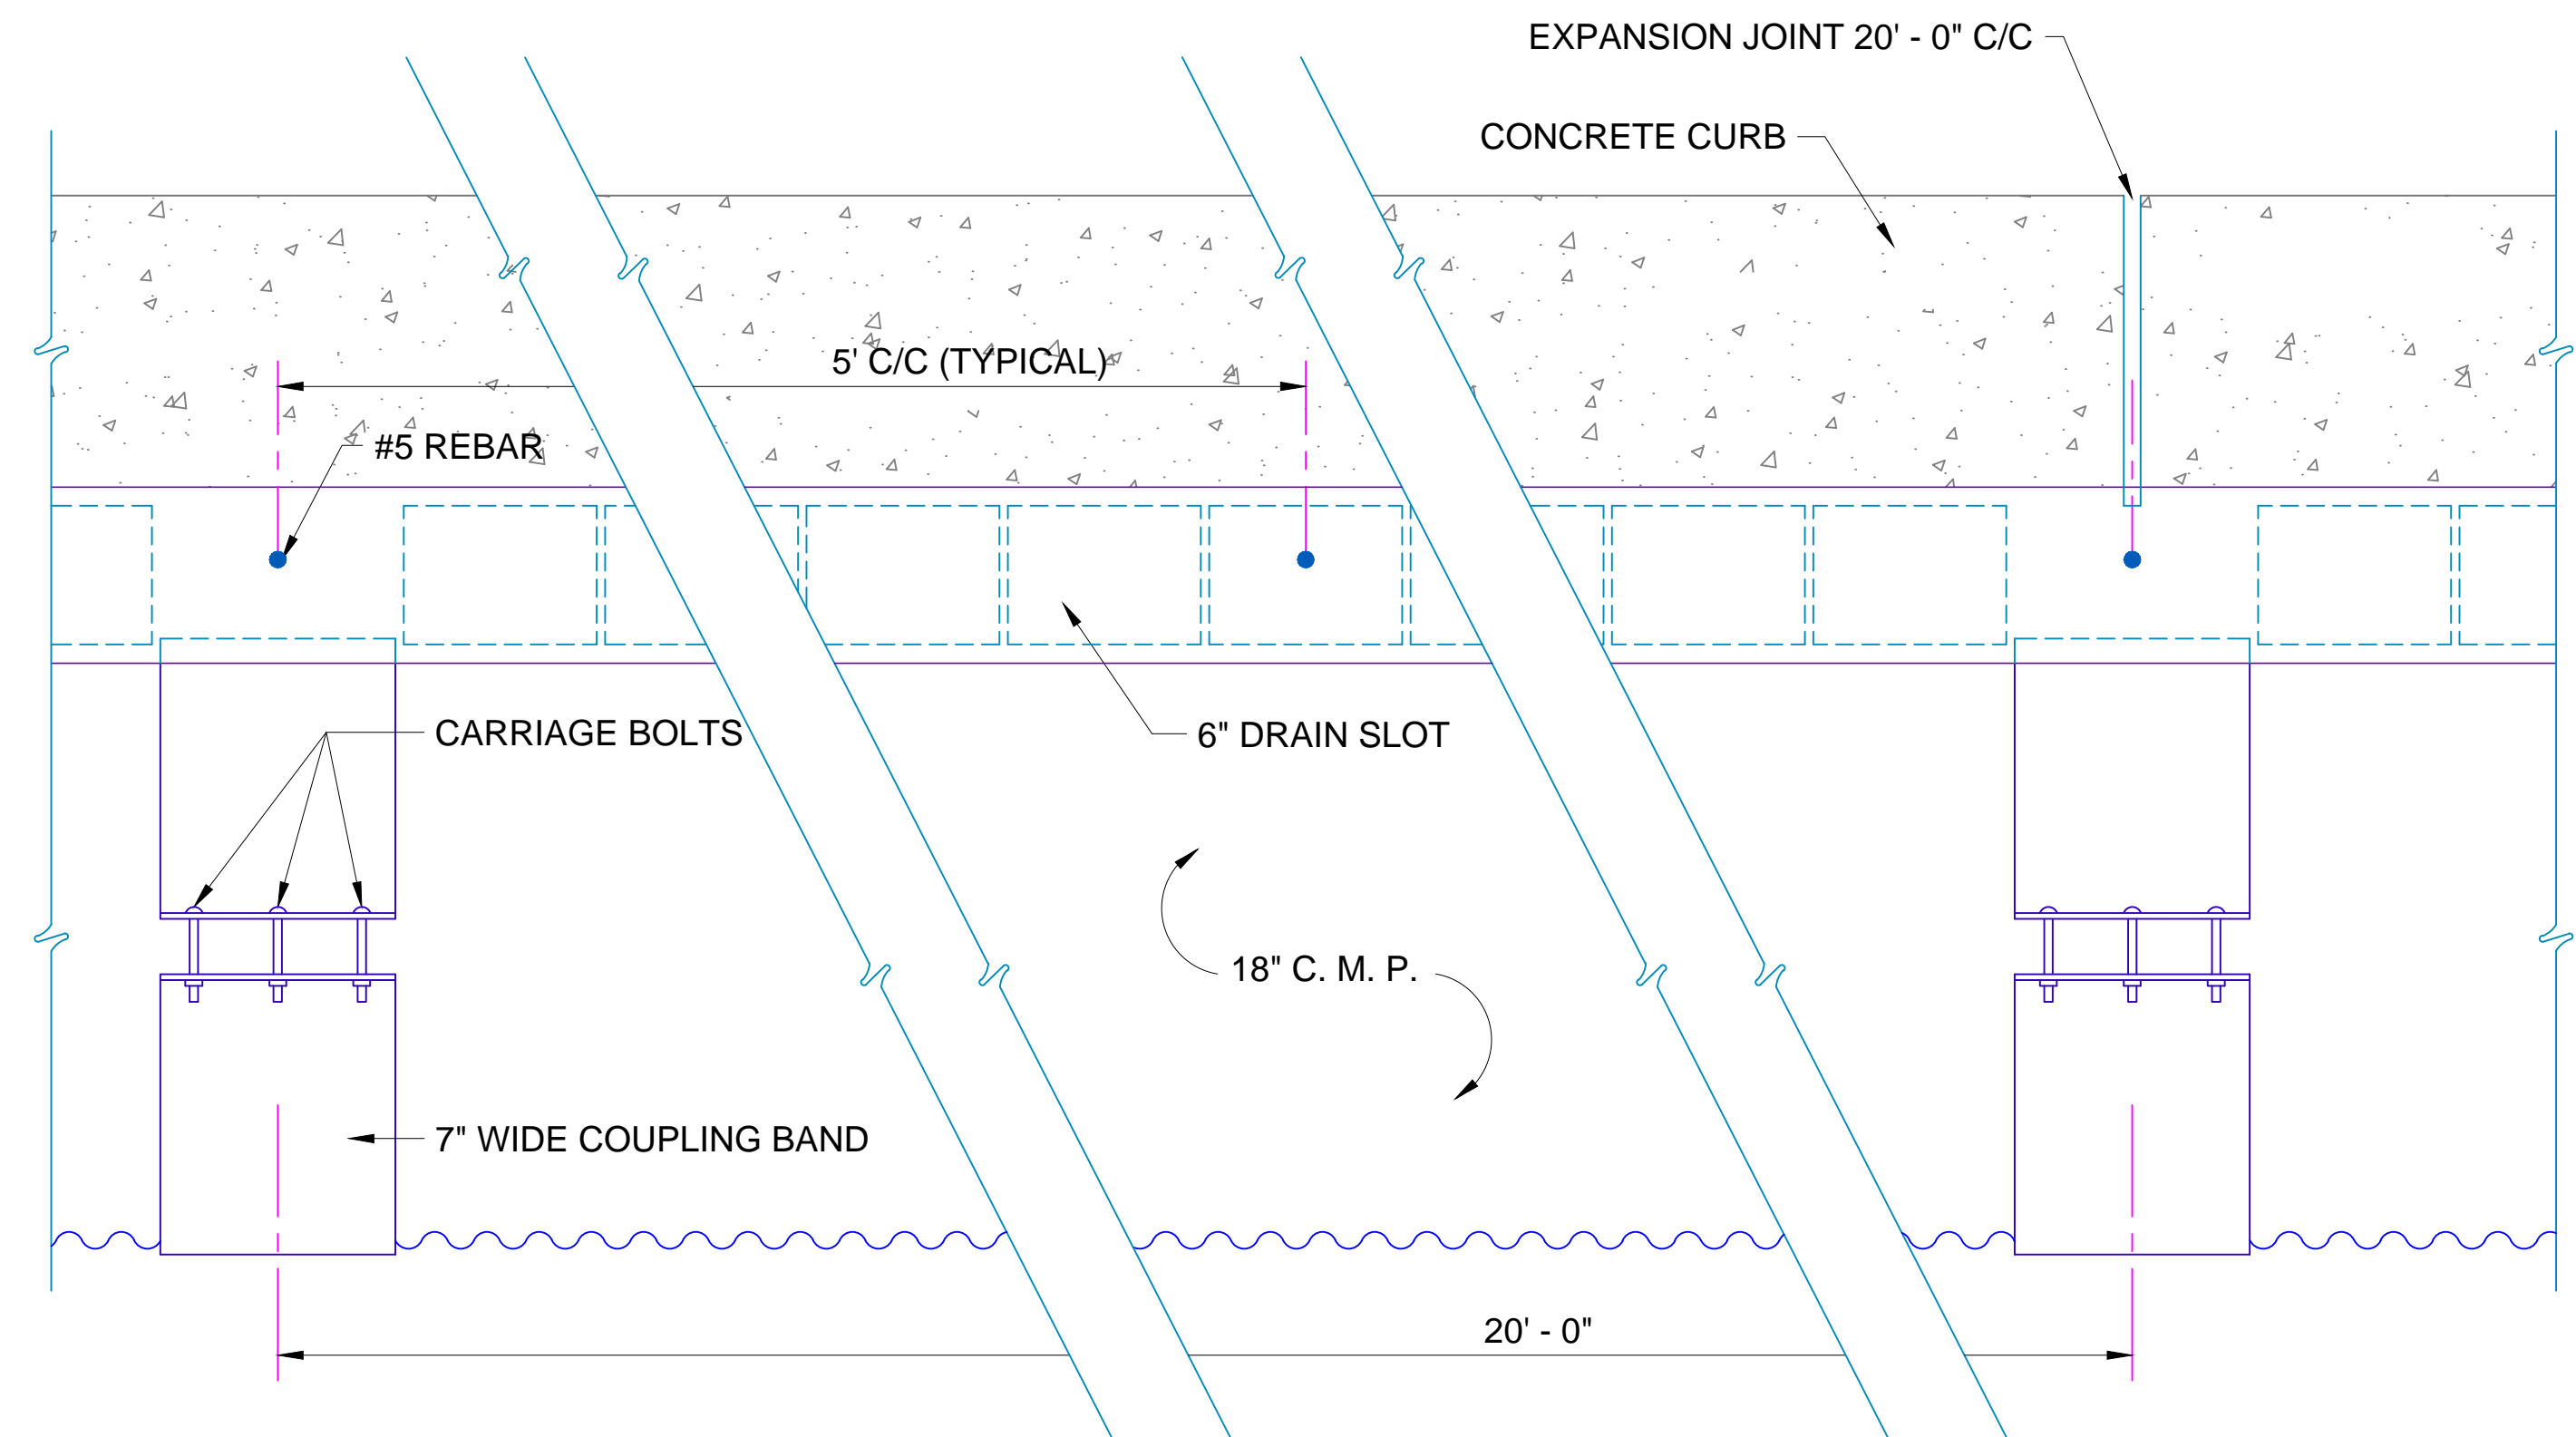 EXPANSION JOINT 20' - 0" C/C
CONCRETE CURB
5' C/C (TYPICAL)
#5 REBAR
CARRIAGE BOLTS
6" DRAIN SLOT
18" C. M. P.
7" WIDE COUPLING BAND
20' - 0"